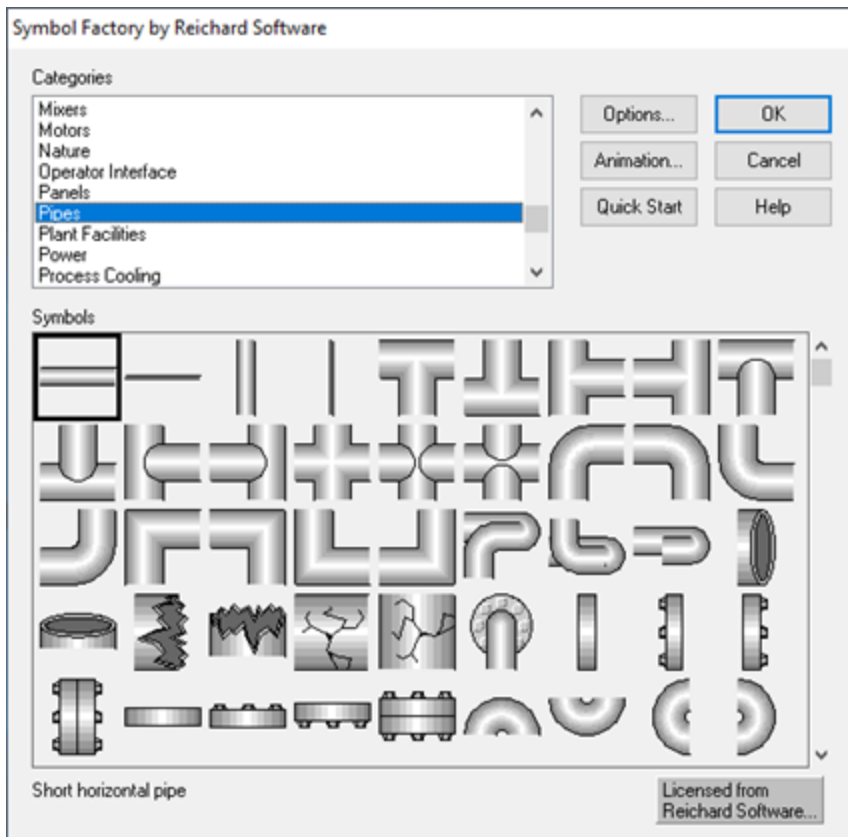 Symbol Factory by Reichard Software
Categories
Mixers
Motors
Nature
Operator Interface
Panels
Pipes
Plant Facilities
Power
Process Cooling
Options...
OK
Animation...
Cancel
Quick Start
Help
Symbols
Short horizontal pipe
Licensed from
Reichard Software...